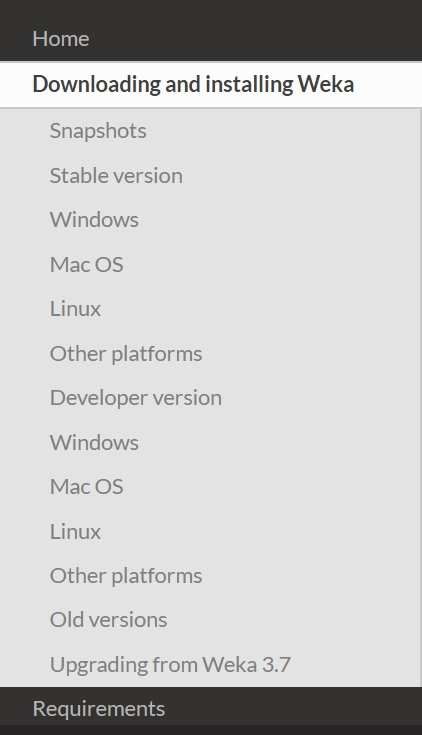 Home
Downloading and installing Weka
Snapshots
Stable version
Windows
Mac OS
Linux
Other platforms
Developer version
Windows
Mac OS
Linux
Other platforms
Old versions
Upgrading from Weka 3.7
Requirements